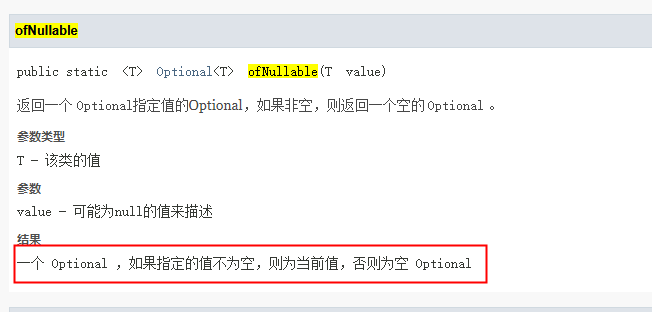 ofNullable
public static <T> Optional<T> ofNullable(T value)
返回一个 Optional指定值的Optional，如果非空，则返回一个空的 Optional 。
参数类型
T - 该类的值
参数
value - 可能为null的值来描述
结果
一个 Optional ，如果指定的值不为空，则为当前值，否则为空 Optional